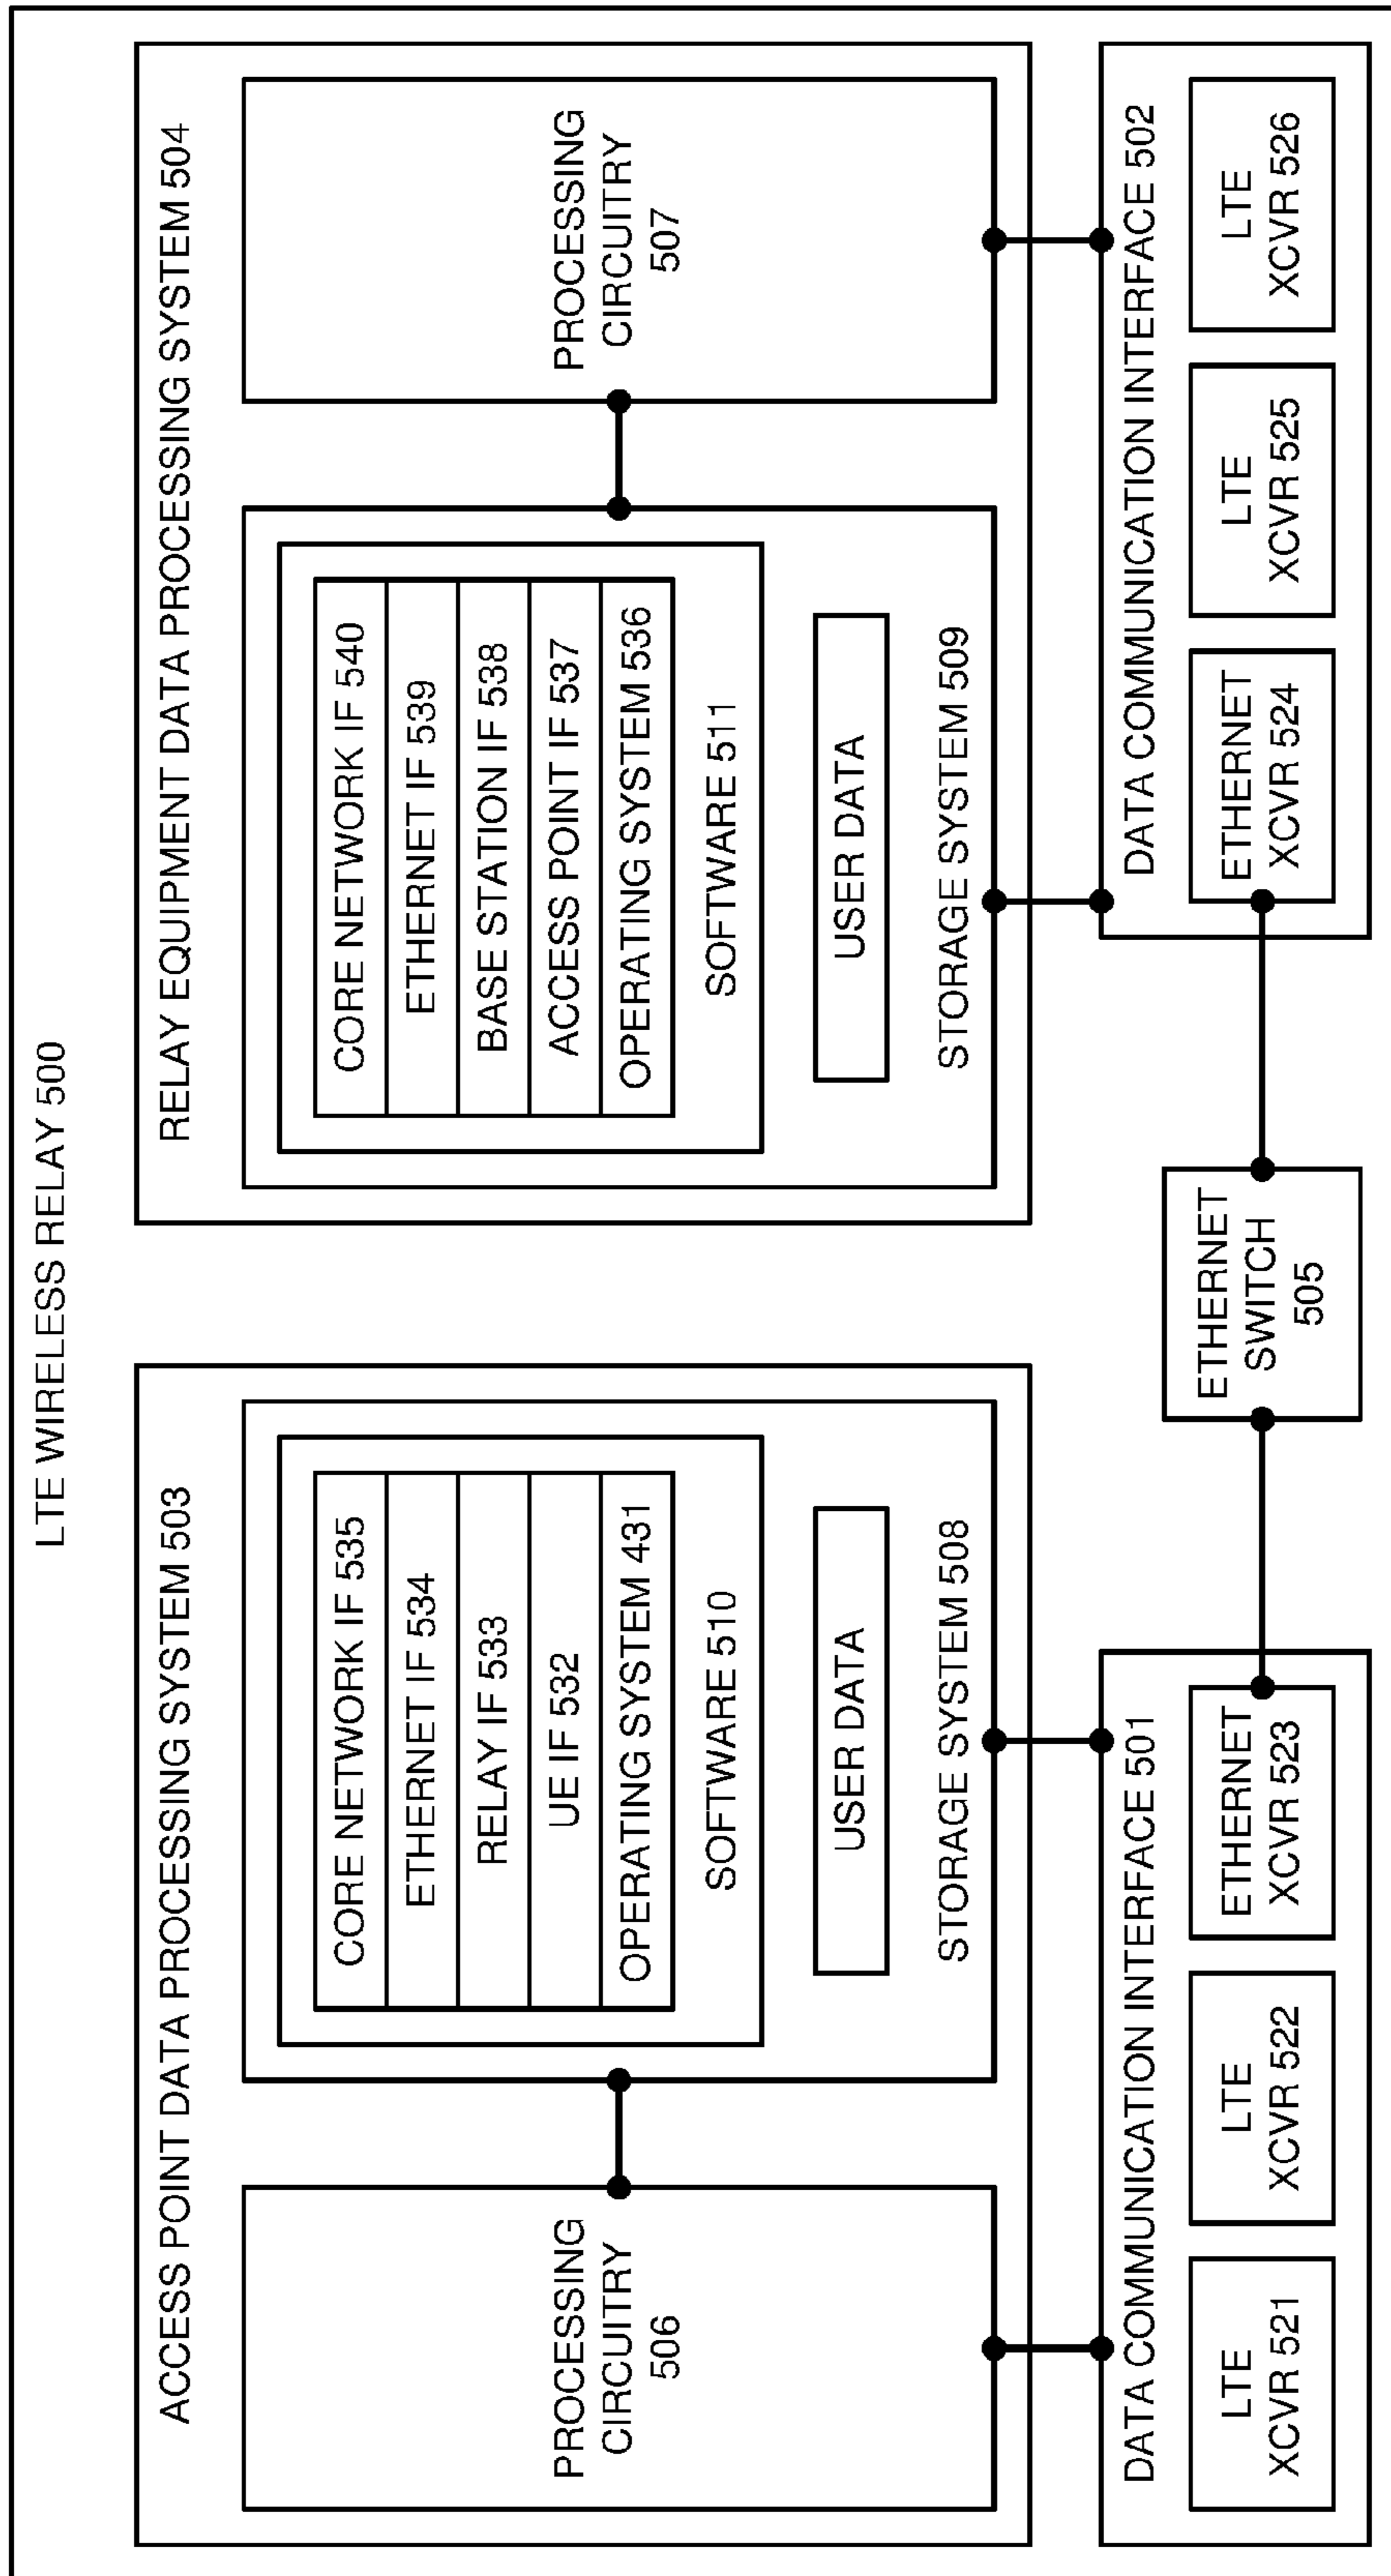 LTE WIRELESS RELAY 500
ACCESS POINT DATA PROCESSING SYSTEM 503
PROCESSING
CIRCUITRY
506
CORE NETWORK IF 535
ETHERNET IF 534
RELAY IF 533
UE IF 532
OPERATING SYSTEM 431
SOFTWARE 510
USER DATA
STORAGE SYSTEM 508
RELAY EQUIPMENT DATA PROCESSING SYSTEM 504
CORE NETWORK IF 540
ETHERNET IF 539
BASE STATION IF 538
ACCESS POINT IF 537
OPERATING SYSTEM 536
SOFTWARE 511
USER DATA
STORAGE SYSTEM 509
PROCESSING
CIRCUITRY
507
DATA COMMUNICATION INTERFACE 501
LTE
XCVR 521
LTE
XCVR 522
ETHERNET
XCVR 523
ETHERNET
SWITCH
505
DATA COMMUNICATION INTERFACE 502
ETHERNET
XCVR 524
LTE
XCVR 525
LTE
XCVR 526